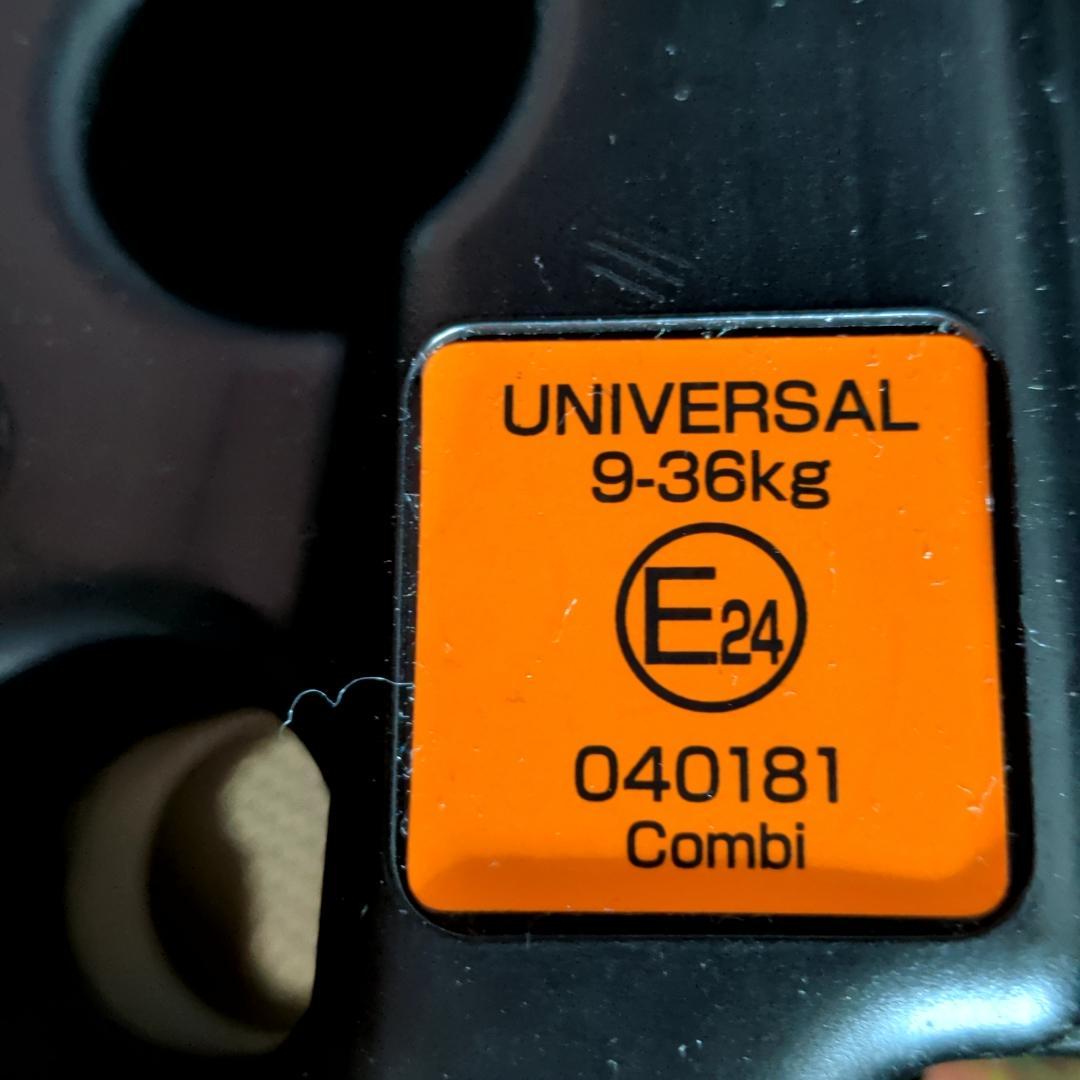 UNIVERSAL
9-36kg
E24
040181
Combi